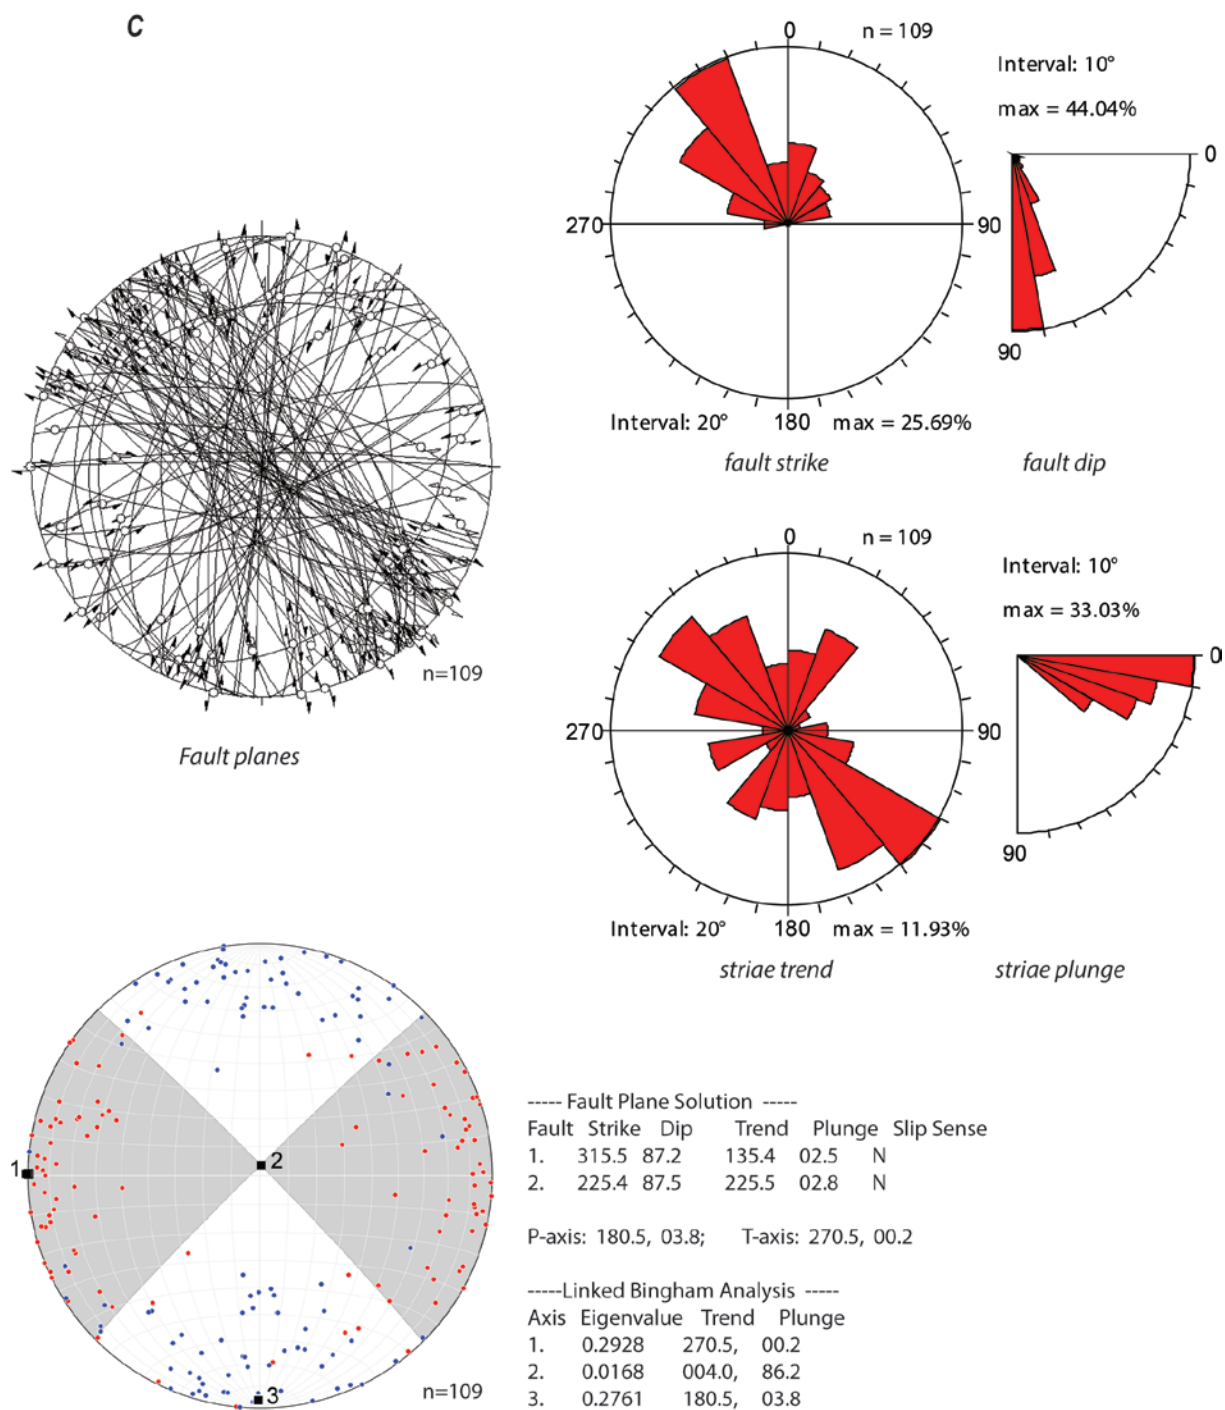 C
0
n = 109
Interval: 10°
max = 44.04%
0
270
90
90
Interval: 20°
180
max = 25.69%
fault strike
fault dip
n=109
Fault planes
0
n = 109
Interval: 10°
max = 33.03%
0
270
90
90
Interval: 20°
180
max = 11.93%
striae trend
striae plunge
1
2
3
n=109
----- Fault Plane Solution -----
Fault Strike Dip Trend Plunge Slip Sense
1. 315.5 87.2 135.4 02.5 N
2. 225.4 87.5 225.5 02.8 N
P-axis: 180.5, 03.8; T-axis: 270.5, 00.2
-----Linked Bingham Analysis -----
Axis Eigenvalue Trend Plunge
1. 0.2928 270.5, 00.2
2. 0.0168 004.0, 86.2
3. 0.2761 180.5, 03.8